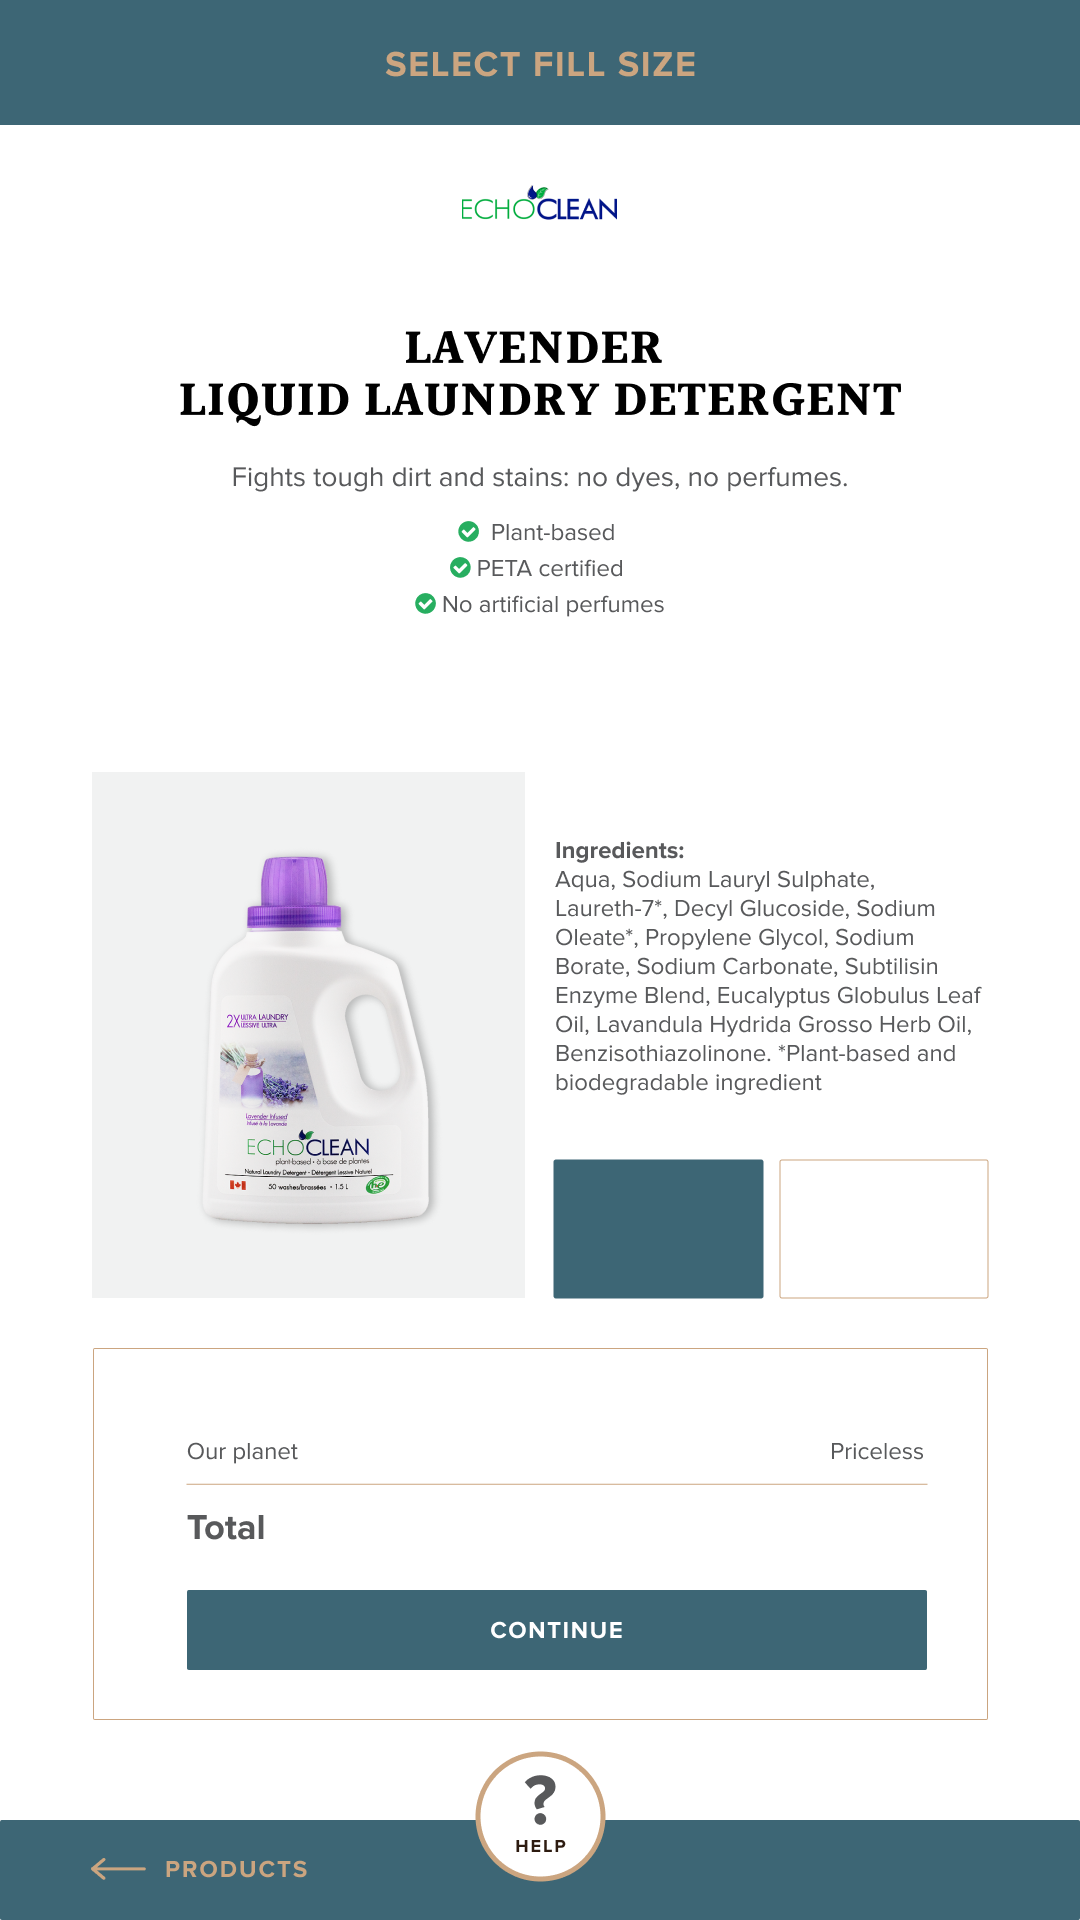 SELECT FILL SIZE
ECHOCLEAN
LAVENDER
LIQUID LAUNDRY DETERGENT
Fights tough dirt and stains: no dyes, no perfumes.
Plant-based
PETA certified
No artificial perfumes
2X ULTRA LAUNDRY
LESSIVE ULTRA
Lavender Infused
Infusé à la lavande
ECHOCLEAN
plant-based • à base de plantes
Natural Laundry Detergent • Détergent Lessive Naturel
50 washes/brassées • 1.5 L
he
Ingredients:
Aqua, Sodium Lauryl Sulphate,
Laureth-7*, Decyl Glucoside, Sodium
Oleate*, Propylene Glycol, Sodium
Borate, Sodium Carbonate, Subtilisin
Enzyme Blend, Eucalyptus Globulus Leaf
Oil, Lavandula Hydrida Grosso Herb Oil,
Benzisothiazolinone. *Plant-based and
biodegradable ingredient
Our planet Priceless
Total
CONTINUE
?
HELP
PRODUCTS